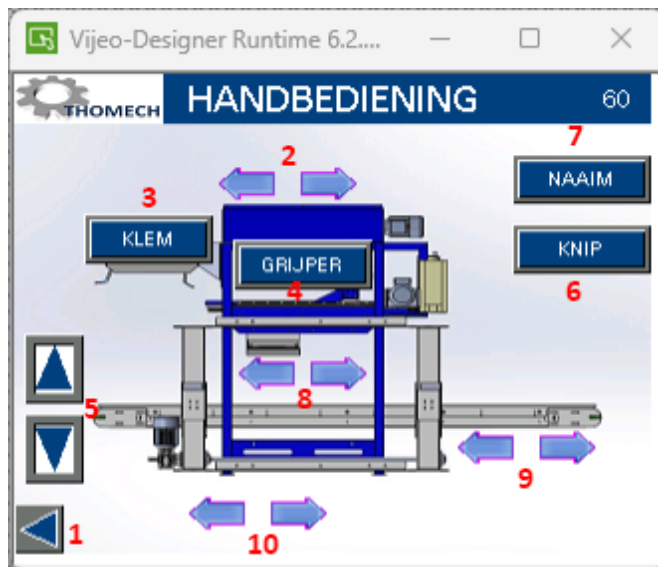 Vijeo-Designer Runtime 6.2....
THOMECH
HANDBEDIENING
60
7
2
NAAIM
3
KLEM
KNIP
GRIJPER
4
6
5
8
9
1
10